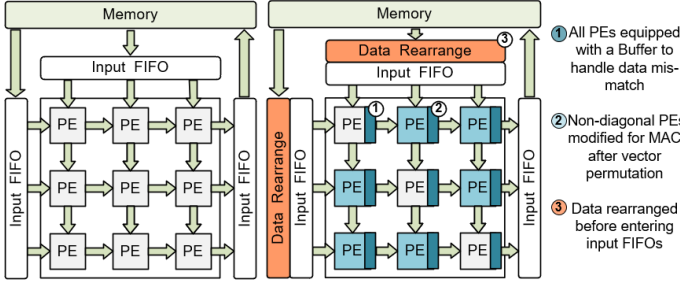 Memory
Input FIFO
Input FIFO
PE PE PE
PE PE PE
PE PE PE
Input FIFO
Memory
3
Data Rearrange
Input FIFO
Data Rearrange
Input FIFO
1 2
PE PE PE
PE PE PE
PE PE PE
Input FIFO
1 All PEs equipped
with a Buffer to
handle data mis-
match
2 Non-diagonal PEs
modified for MAC
after vector
permutation
3 Data rearranged
before entering
input FIFOs